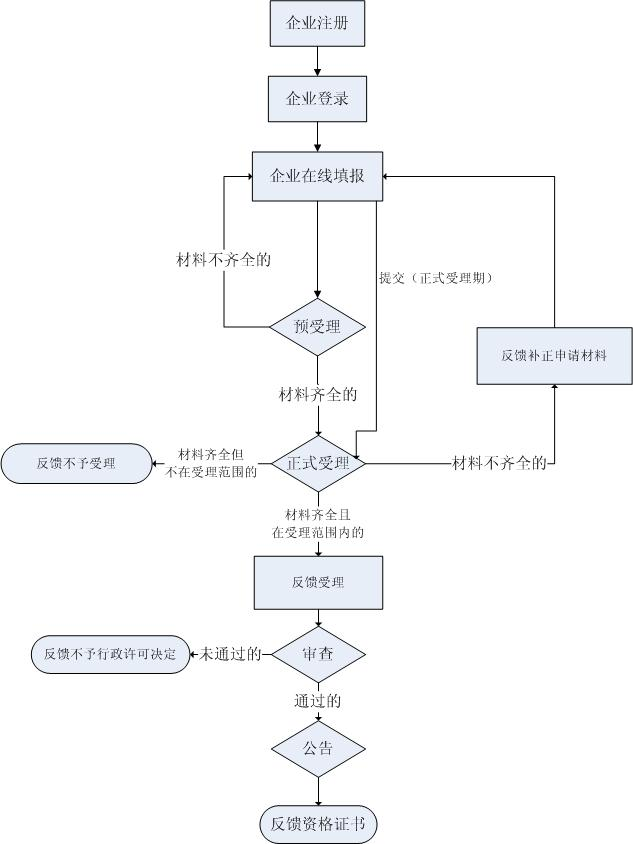 企业注册
企业登录
企业在线填报
材料不齐全的
提交（正式受理期）
预受理
反馈补正申请材料
材料齐全的
反馈不予受理
材料齐全但
不在受理范围的
正式受理
材料不齐全的
材料齐全且
在受理范围内的
反馈受理
反馈不予行政许可决定
未通过的
审查
通过的
公告
反馈资格证书